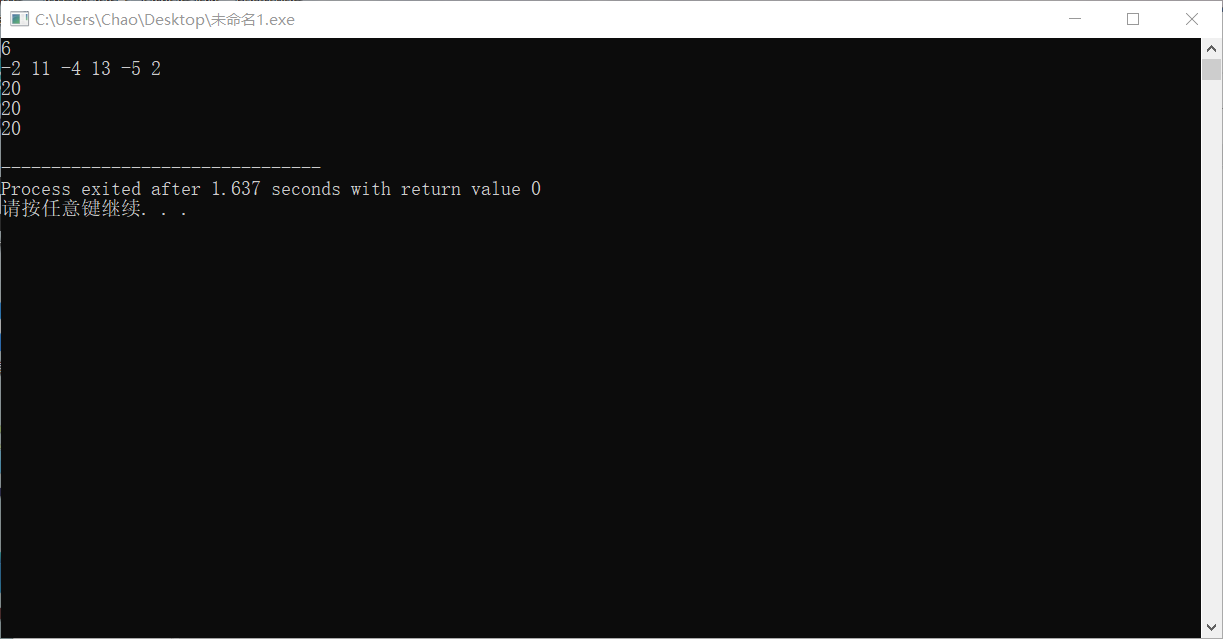 C:\Users\Chao\Desktop\未命名1.exe
6
-2 11 -4 13 -5 2
20
20
20
--------------------------------
Process exited after 1.637 seconds with return value 0
请按任意键继续. . .